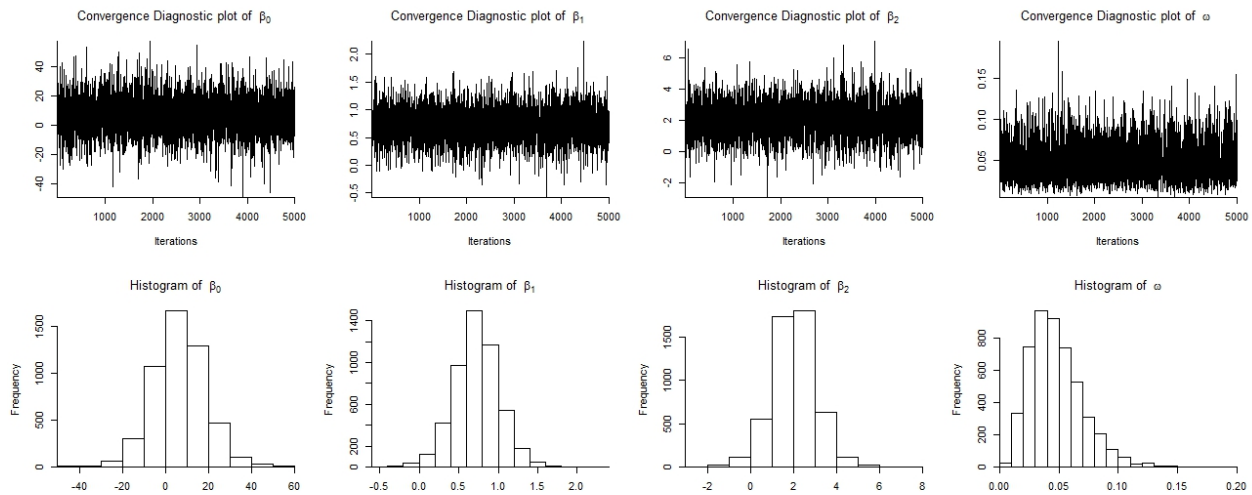 Convergence Diagnostic plot of β0
Convergence Diagnostic plot of β1
Convergence Diagnostic plot of β2
Convergence Diagnostic plot of ω
40
20
0
-20
-40
1000 2000 3000 4000 5000
Iterations
2.0
1.5
1.0
0.5
0.0
-0.5
1000 2000 3000 4000 5000
Iterations
6
4
2
0
-2
1000 2000 3000 4000 5000
Iterations
0.15
0.10
0.05
1000 2000 3000 4000 5000
Iterations
Histogram of β0
Histogram of β1
Histogram of β2
Histogram of ω
Frequency
1500
1000
500
0
-40 -20 0 20 40 60
Frequency
1400
1000
600
200
0
-0.5 0.0 0.5 1.0 1.5 2.0
Frequency
1500
1000
500
0
-2 0 2 4 6 8
Frequency
800
600
400
200
0
0.00 0.05 0.10 0.15 0.20